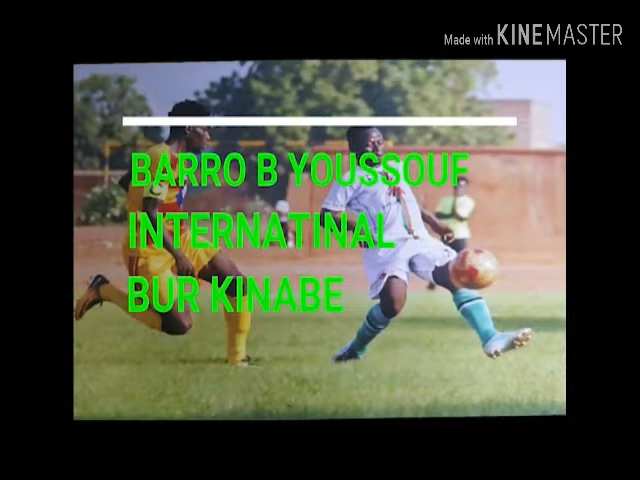 Made with KINEMASTER
BARRO B YOUSSOUF
INTERNATINAL
BUR KINABE